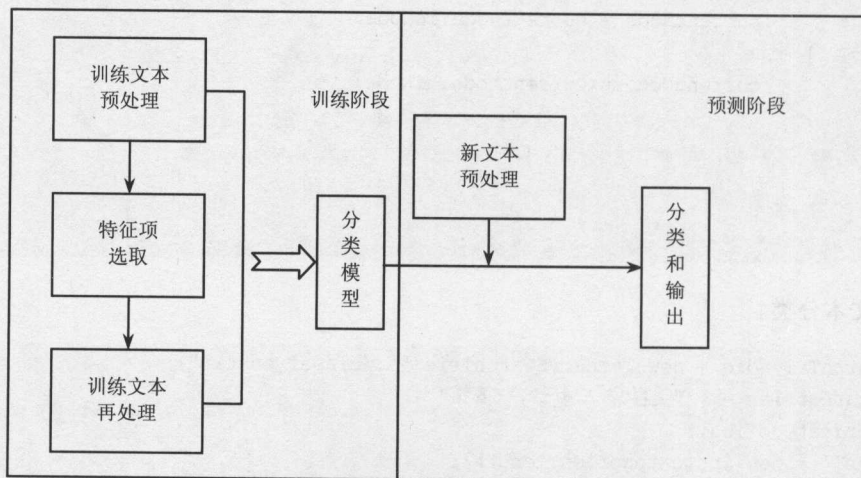 训练文本
预处理
训练阶段
预测阶段
新文本
预处理
特征项
选取
分
类
模
型
分
类
和
输
出
训练文本
再处理